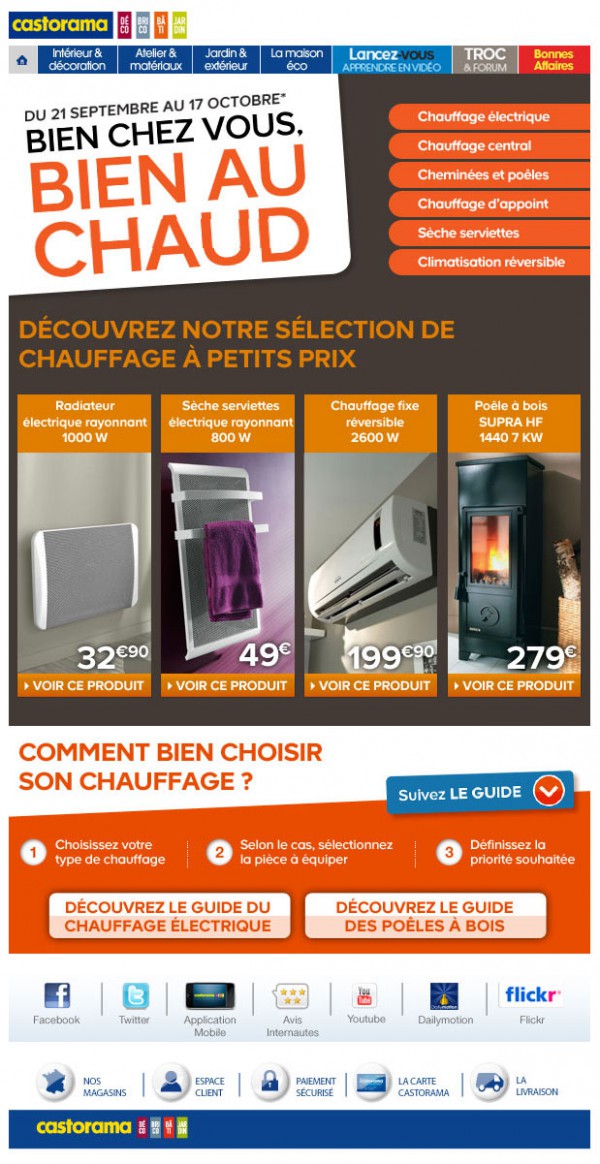 castorama DÉCO BRICO BÂTI JARDIN
Intérieur &
décoration
Atelier &
matériaux
Jardin &
extérieur
La maison
éco
Lancez-vous
APPRENDRE EN VIDÉO
TROC
& FORUM
Bonnes
Affaires
DU 21 SEPTEMBRE AU 17 OCTOBRE*
BIEN CHEZ VOUS,
BIEN AU
CHAUD
Chauffage électrique
Chauffage central
Cheminées et poêles
Chauffage d'appoint
Sèche serviettes
Climatisation réversible
DÉCOUVREZ NOTRE SÉLECTION DE
CHAUFFAGE À PETITS PRIX
Radiateur
électrique rayonnant
1000 W
32€90
VOIR CE PRODUIT
Sèche serviettes
électrique rayonnant
800 W
49€
VOIR CE PRODUIT
Chauffage fixe
réversible
2600 W
199€90
VOIR CE PRODUIT
Poêle à bois
SUPRA HF
1440 7 KW
279€
VOIR CE PRODUIT
COMMENT BIEN CHOISIR
SON CHAUFFAGE ?
Suivez LE GUIDE
1 Choisissez votre
type de chauffage
2 Selon le cas, sélectionnez
la pièce à équiper
3 Définissez la
priorité souhaitée
DÉCOUVREZ LE GUIDE DU
CHAUFFAGE ÉLECTRIQUE
DÉCOUVREZ LE GUIDE
DES POÊLES À BOIS
Facebook
Twitter
castorama
Application
Mobile
Avis
Internautes
You
Tube
Youtube
Dailymotion
Dailymotion
flickr
Flickr
NOS
MAGASINS
ESPACE
CLIENT
PAIEMENT
SÉCURISÉ
castorama
LA CARTE
CASTORAMA
LA
LIVRAISON
castorama DÉCO BRICO BÂTI JARDIN